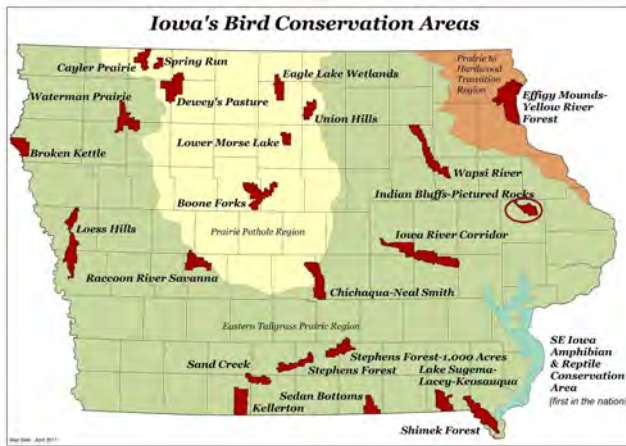 Iowa's Bird Conservation Areas
Cayler Prairie
Spring Run
Dewey's Pasture
Eagle Lake Wetlands
Prairie to
Hardwood
Transition
Region
Effigy Mounds-
Yellow River
Forest
Waterman Prairie
Union Hills
Broken Kettle
Lower Morse Lake
Wapsi River
Indian Bluffs-Pictured Rocks
Boone Forks
Loess Hills
Prairie Pothole Region
Iowa River Corridor
Raccoon River Savanna
Chichaqua-Neal Smith
Eastern Tallgrass Prairie Region
SE Iowa
Amphibian
& Reptile
Conservation
Area
(first in the nation)
Stephens Forest-1,000 Acres
Sand Creek
Stephens Forest
Lake Sugema-
Lacey-Keosauqua
Sedan Bottoms
Kellerton
Shimek Forest